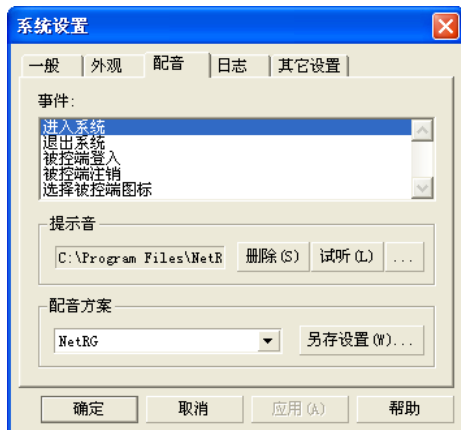 系统设置
一般 外观 配音 日志 其它设置
事件:
进入系统
退出系统
被控端登入
被控端注销
选择被控端图标
提示音
C:\Program Files\NetR 删除(S) 试听(L) ...
配音方案
NetRG 另存设置(W)...
确定 取消 应用(A) 帮助